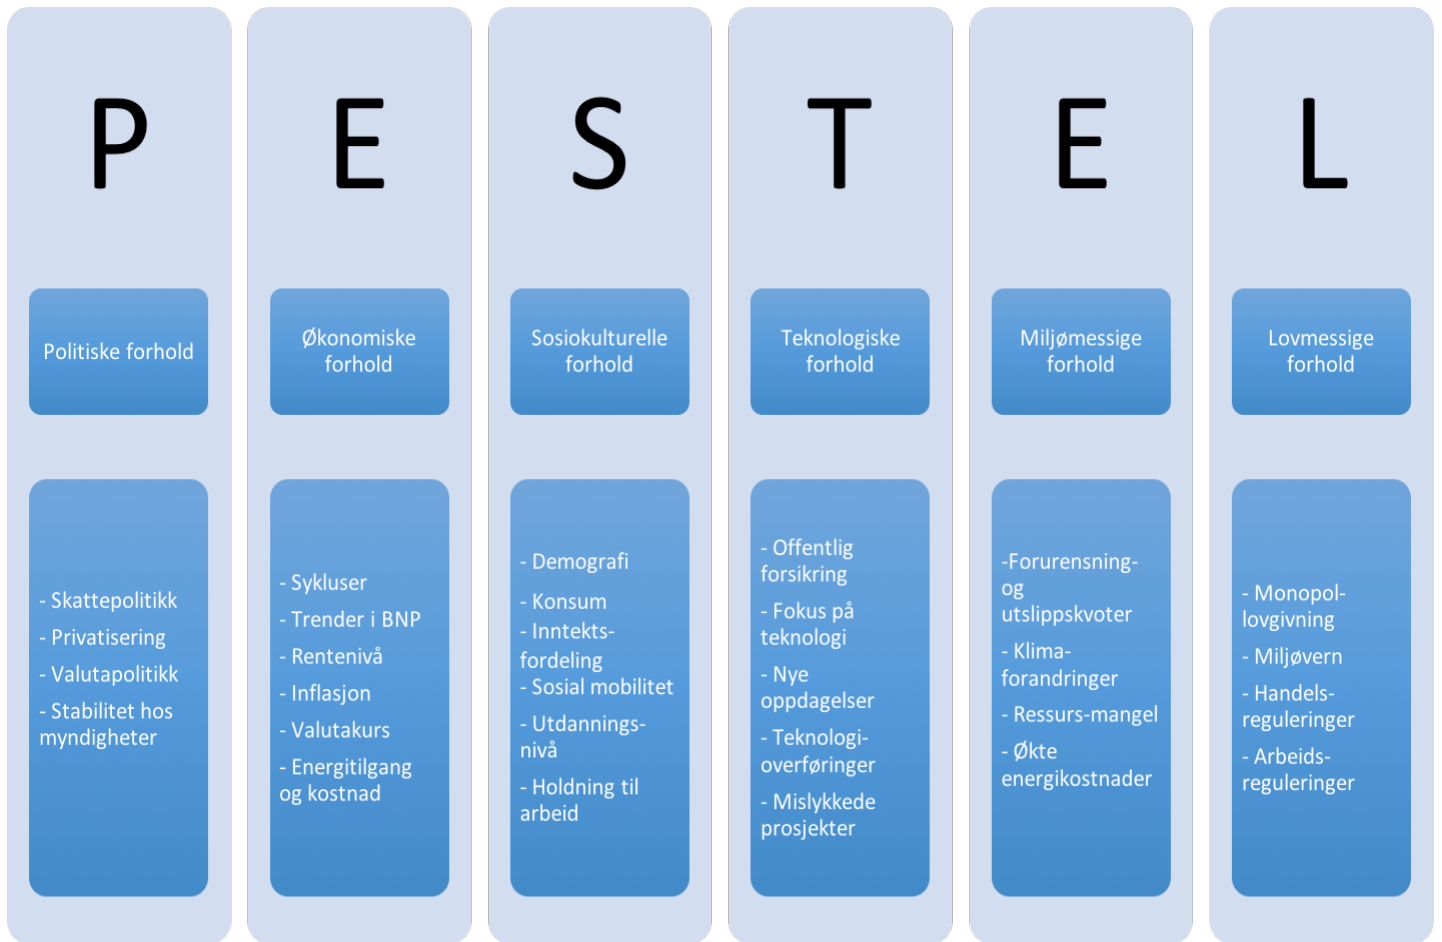 P
Politiske forhold
- Skattepolitikk
- Privatisering
- Valutapolitikk
- Stabilitet hos
myndigheter
E
Økonomiske
forhold
- Sykluser
- Trender i BNP
- Rentenivå
- Inflasjon
- Valutakurs
- Energitilgang
og kostnad
S
Sosiokulturelle
forhold
- Demografi
- Konsum
- Inntekts-
fordeling
- Sosial mobilitet
- Utdannings-
nivå
- Holdning til
arbeid
T
Teknologiske
forhold
- Offentlig
forsikring
- Fokus på
teknologi
- Nye
oppdagelser
- Teknologi-
overføringer
- Mislykkede
prosjekter
E
Miljømessige
forhold
-Forurensning-
og
utslippskvoter
- Klima-
forandringer
- Ressurs-mangel
- Økte
energikostnader
L
Lovmessige
forhold
- Monopol-
lovgivning
- Miljøvern
- Handels-
reguleringer
- Arbeids-
reguleringer